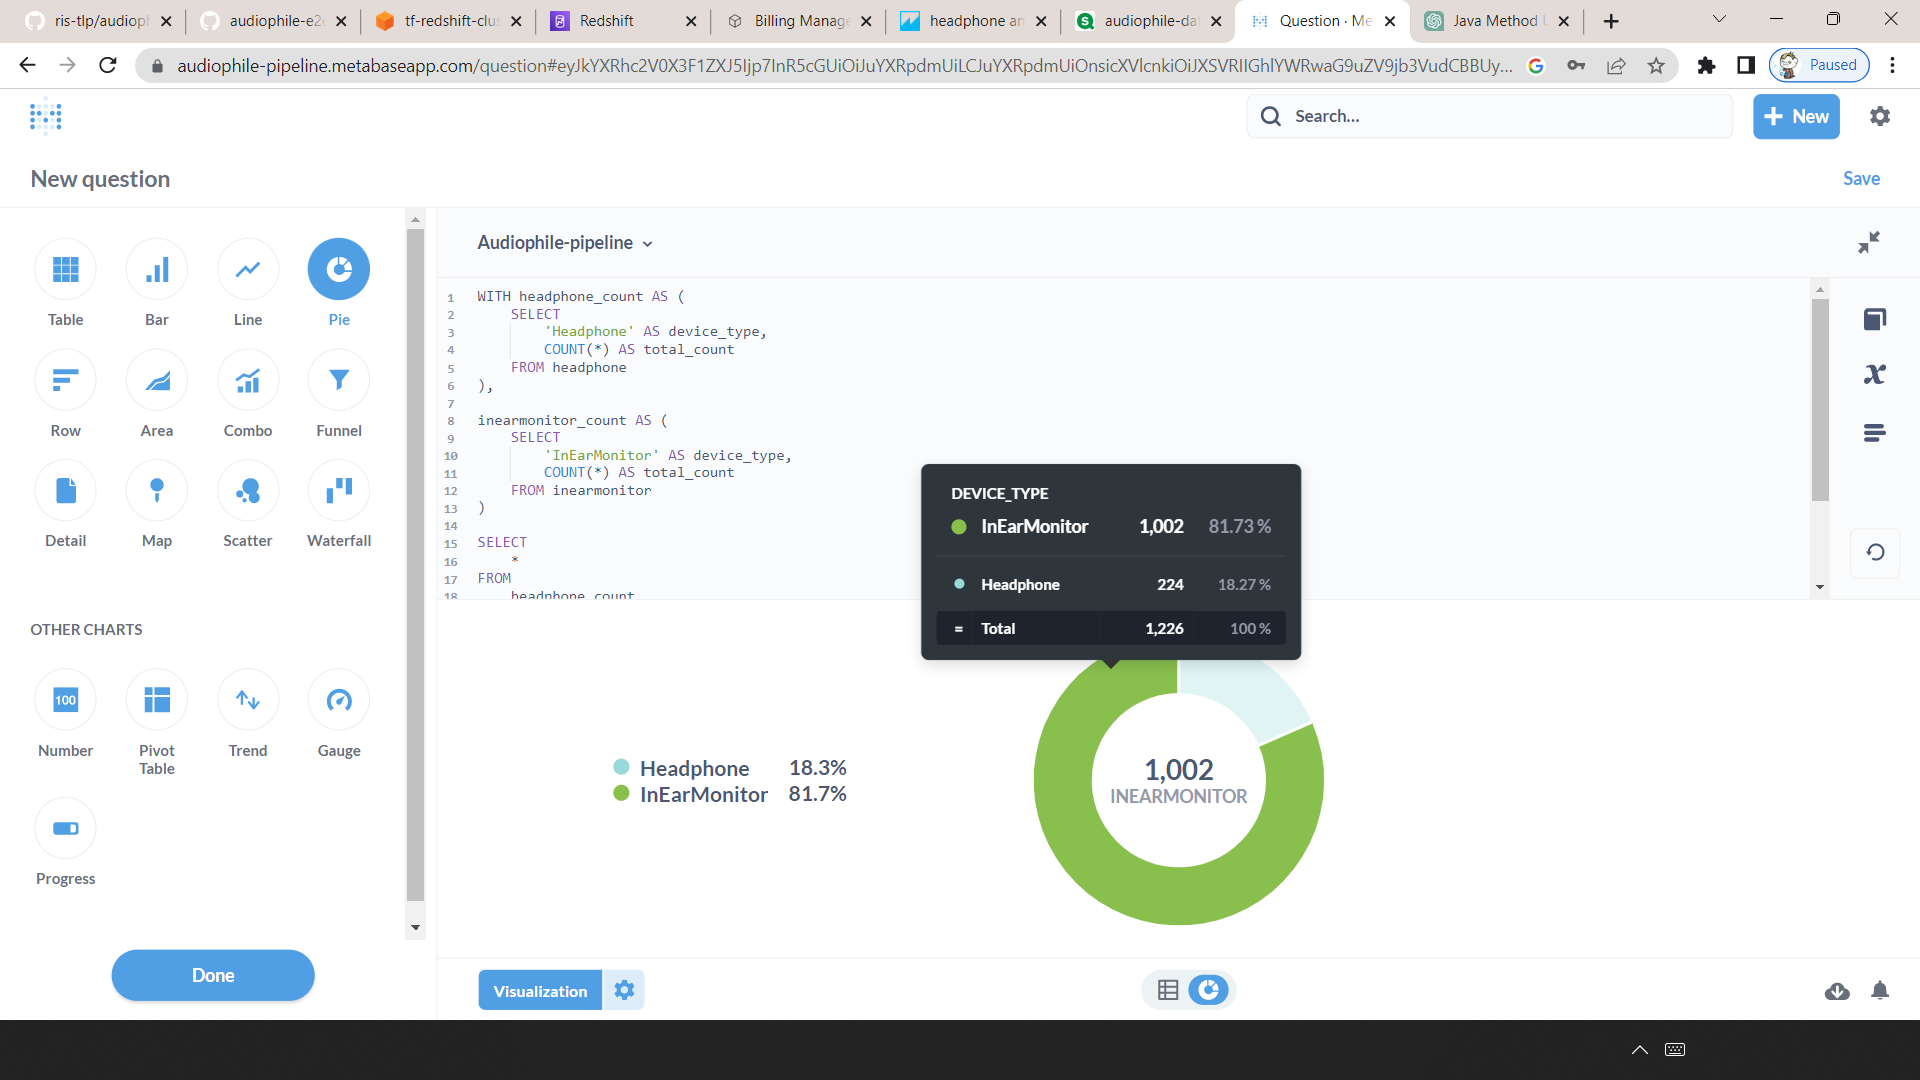 ris-tlp/audioph
audiophile-e2e
tf-redshift-clus
Redshift
Billing Manage
headphone an
audiophile-dat
Question · Me
Java Method U
audiophile-pipeline.metabaseapp.com/question#eyJkYXRhc2V0X3F1ZXJ5Ijp7InR5cGUiOiJuYXRpdmUiLCJuYXRpdmUiOnsicXVlcnkiOiJXSVRIIGhlYWRwaG9uZV9jb3VudCBBUy...
Paused
Search...
New
New question
Save
Table
Bar
Line
Pie
Row
Area
Combo
Funnel
Detail
Map
Scatter
Waterfall
OTHER CHARTS
100
Number
Pivot
Table
Trend
Gauge
Progress
Done
Audiophile-pipeline
1 WITH headphone_count AS (
2 SELECT
3 'Headphone' AS device_type,
4 COUNT(*) AS total_count
5 FROM headphone
6 ),
7
8 inearmonitor_count AS (
9 SELECT
10 'InEarMonitor' AS device_type,
11 COUNT(*) AS total_count
12 FROM inearmonitor
13 )
14
15 SELECT
16 *
17 FROM
18 headphone_count
x
DEVICE_TYPE
InEarMonitor 1,002 81.73 %
Headphone 224 18.27 %
= Total 1,226 100 %
Headphone 18.3%
InEarMonitor 81.7%
1,002
INEARMONITOR
Visualization